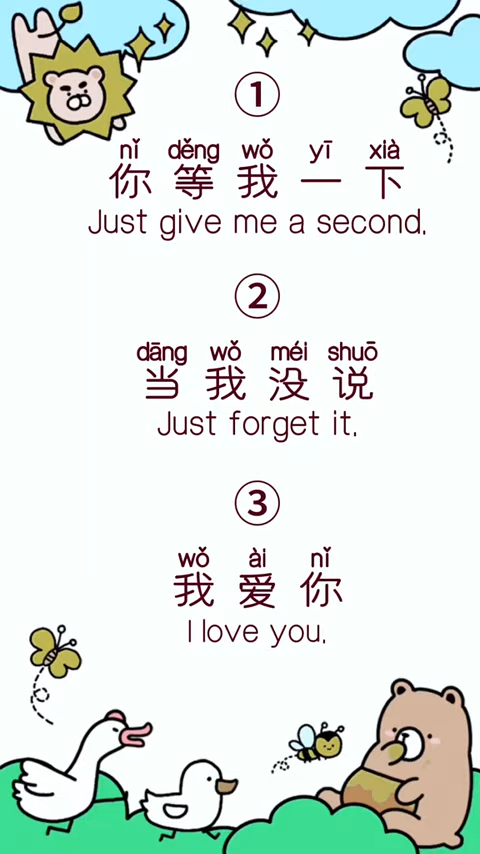 ①
nǐ děng wǒ yī xià
你等我一下
Just give me a second.
②
dāng wǒ méi shuō
当我没说
Just forget it.
③
wǒ ài nǐ
我爱你
I love you.